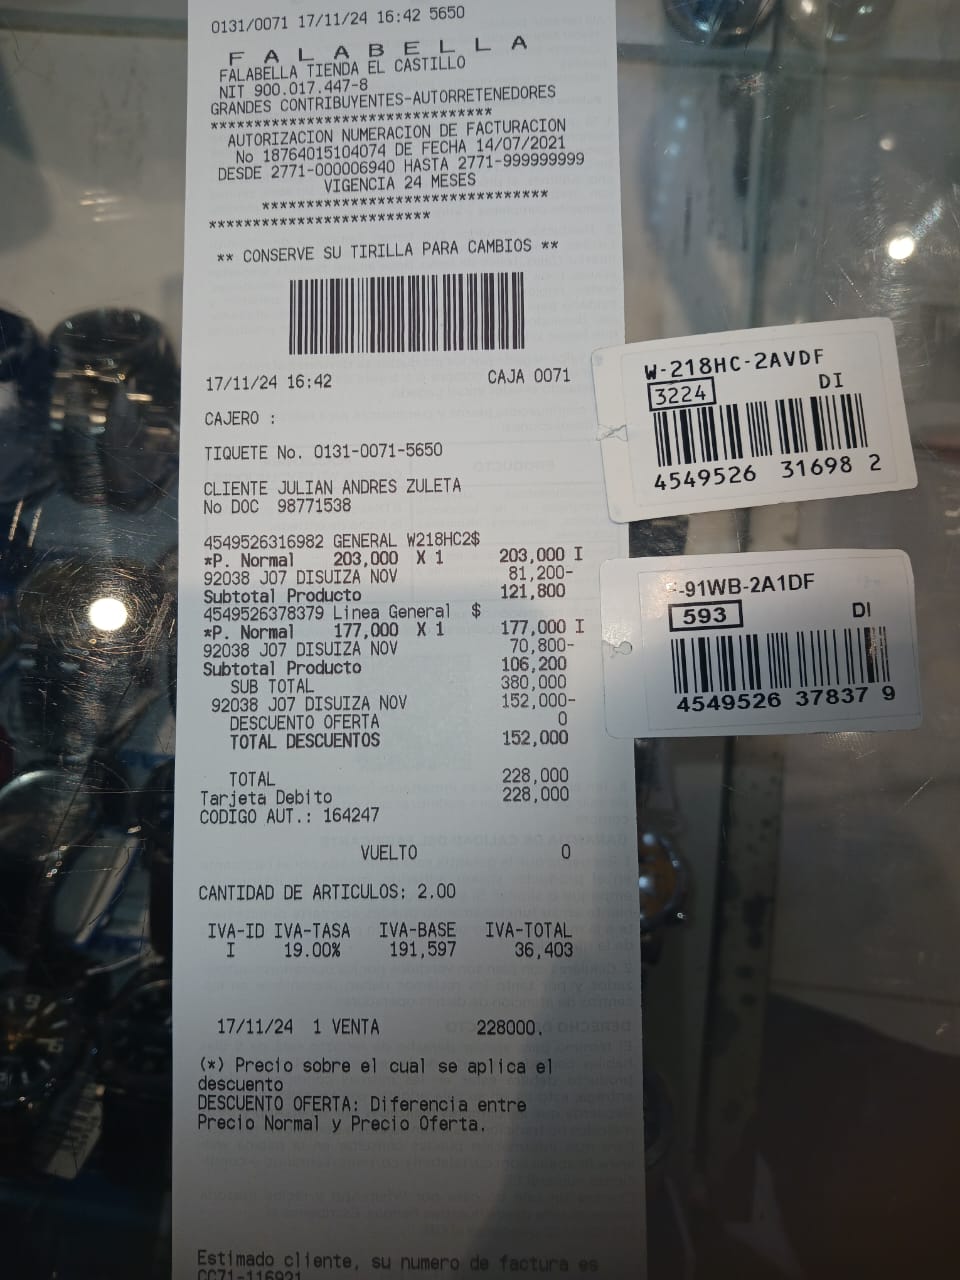 0131/0071 17/11/24 16:42 5650
F A L A B E L L A
FALABELLA TIENDA EL CASTILLO
NIT 900.017.447-8
GRANDES CONTRIBUYENTES-AUTORRETENEDORES
*******************************
AUTORIZACION NUMERACION DE FACTURACION
No 18764015104074 DE FECHA 14/07/2021
DESDE 2771-000006940 HASTA 2771-999999999
VIGENCIA 24 MESES
*******************************
************************
** CONSERVE SU TIRILLA PARA CAMBIOS **
17/11/24 16:42 CAJA 0071
CAJERO :
TIQUETE No. 0131-0071-5650
CLIENTE JULIAN ANDRES ZULETA
No DOC 98771538
4549526316982 GENERAL W218HC2$
*P. Normal 203,000 X 1 203,000 I
92038 J07 DISUIZA NOV 81,200-
Subtotal Producto 121,800
4549526378379 Linea General $
*P. Normal 177,000 X 1 177,000 I
92038 J07 DISUIZA NOV 70,800-
Subtotal Producto 106,200
SUB TOTAL 380,000
92038 J07 DISUIZA NOV 152,000-
DESCUENTO OFERTA 0
TOTAL DESCUENTOS 152,000
TOTAL 228,000
Tarjeta Debito 228,000
CODIGO AUT.: 164247
VUELTO 0
CANTIDAD DE ARTICULOS: 2.00
IVA-ID IVA-TASA IVA-BASE IVA-TOTAL
I 19.00% 191,597 36,403
17/11/24 1 VENTA 228000.
(*) Precio sobre el cual se aplica el
descuento
DESCUENTO OFERTA: Diferencia entre
Precio Normal y Precio Oferta.
Estimado cliente, su numero de factura es
CC71-116921
W-218HC-2AVDF
3224 DI
4549526 31698 2
-91WB-2A1DF
593 DI
4549526 37837 9